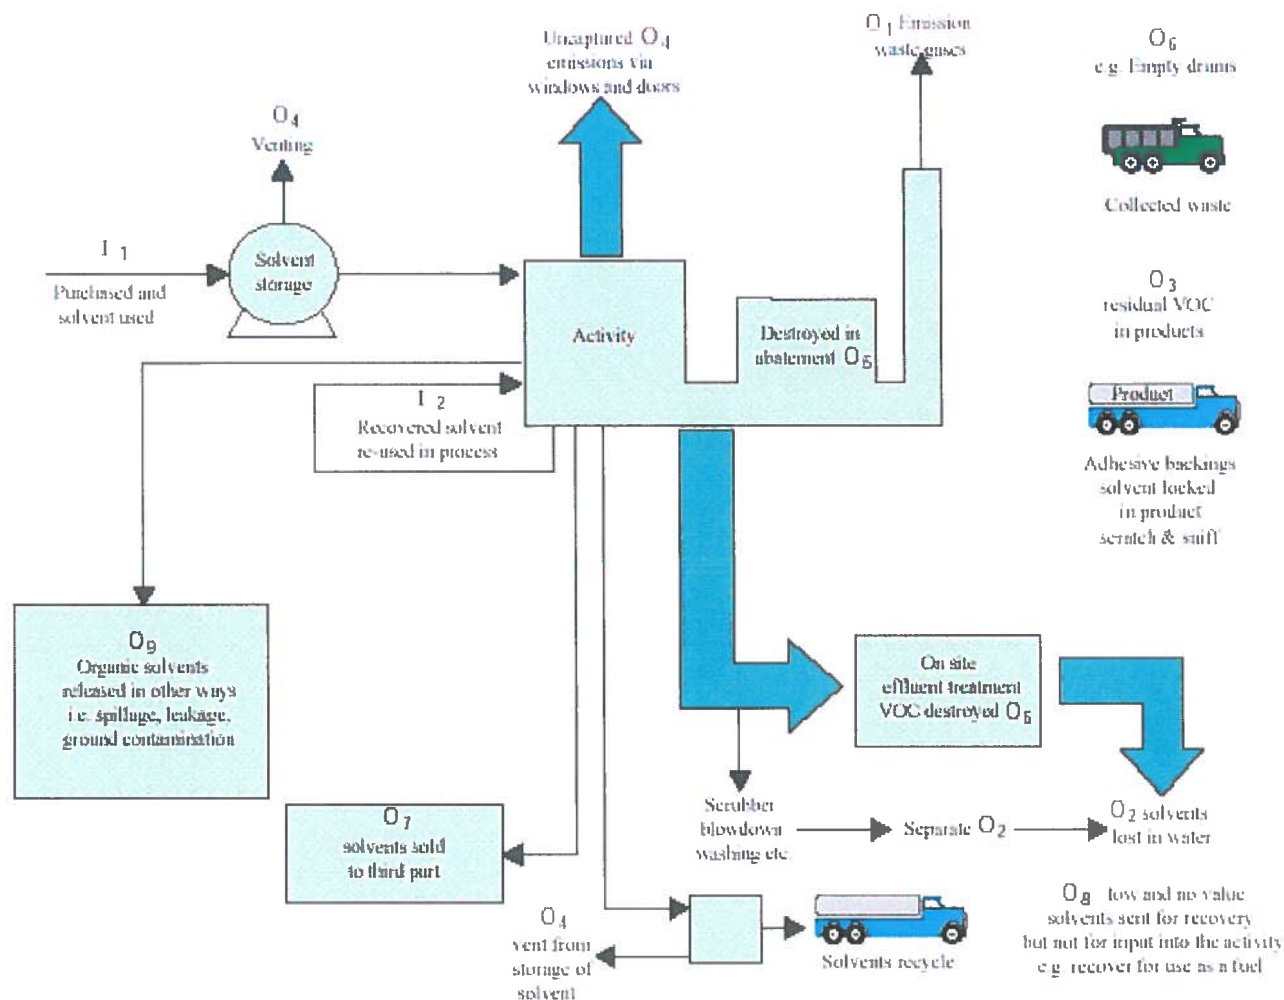 Uncaptured O4
emissions via
windows and doors
O1 Emission
waste gases
O6
e.g. Empty drums
O4
Venting
Collected waste
I1
Purchased and
solvent used
Solvent
storage
Activity
Destroyed in
abatement O5
O3
residual VOC
in products
I2
Recovered solvent
re-used in process
Product
Adhesive backings
solvent locked
in product
scratch & sniff
O9
Organic solvents
released in other ways
i.e. spillage, leakage,
ground contamination
On site
effluent treatment
VOC destroyed O5
O7
solvents sold
to third part
Scrubber
blowdown
washing etc
Separate O2
O2 solvents
lost in water
O4
vent from
storage of
solvent
Solvents recycle
O8 low and no value
solvents sent for recovery
but not for input into the activity
e.g. recover for use as a fuel